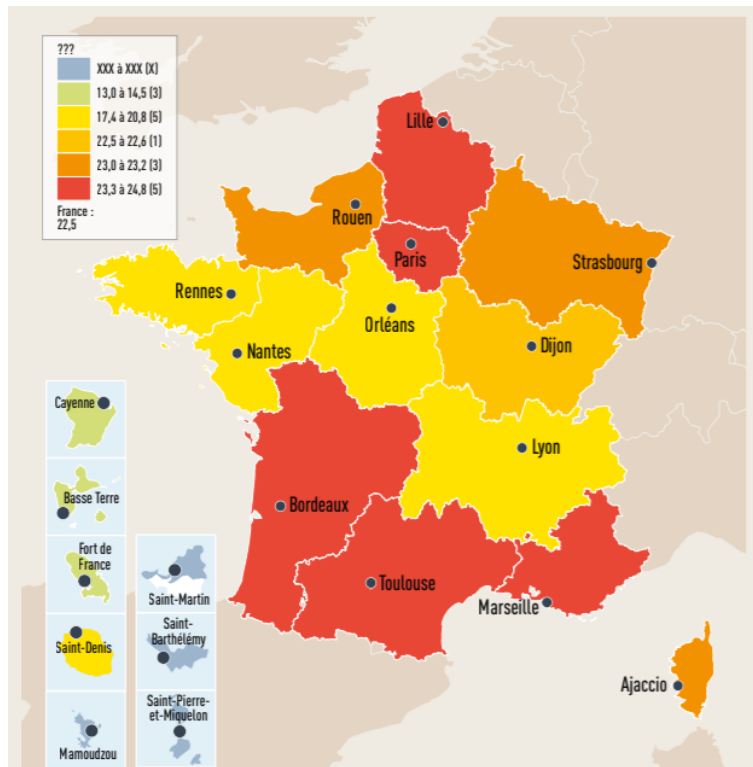 ???
XXX à XXX (X)
13,0 à 14,5 (3)
17,4 à 20,8 (5)
22,5 à 22,6 (1)
23,0 à 23,2 (3)
23,3 à 24,8 (5)
France :
22,5
Lille
Rouen
Paris
Strasbourg
Rennes
Orléans
Nantes
Dijon
Lyon
Bordeaux
Toulouse
Marseille
Ajaccio
Cayenne
Basse Terre
Fort de
France
Saint-Denis
Mamoudzou
Saint-Martin
Saint-
Barthélémy
Saint-Pierre-
et-Miquelon